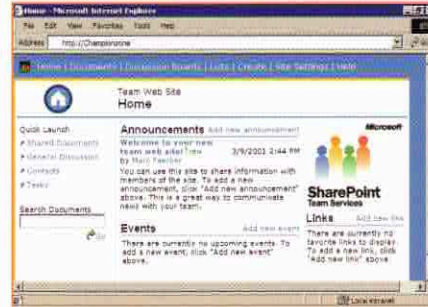 Home - Microsoft Internet Explorer
File Edit View Favorites Tools Help
Address http://Championzone
Home | Documents | Discussion Boards | Lists | Create | Site Settings | Help
Team Web Site
Home
Quick Launch
Shared Documents
General Discussion
Contacts
Tasks
Search Documents
Go
Announcements Add new announcement
Welcome to your new team web site! new 3/9/2001 2:44 PM
by
You can use this site to share information with
members of the site. To add a new
announcement, click "Add new announcement"
above. This is a great way to communicate
news with your team.
Events Add new event
There are currently no upcoming events. To
add a new event, click "Add new event"
above.
Microsoft
SharePoint
Team Services
Links Add new link
There are currently no
favorite links to display.
To add a new link, click
"Add new link" above
Local intranet